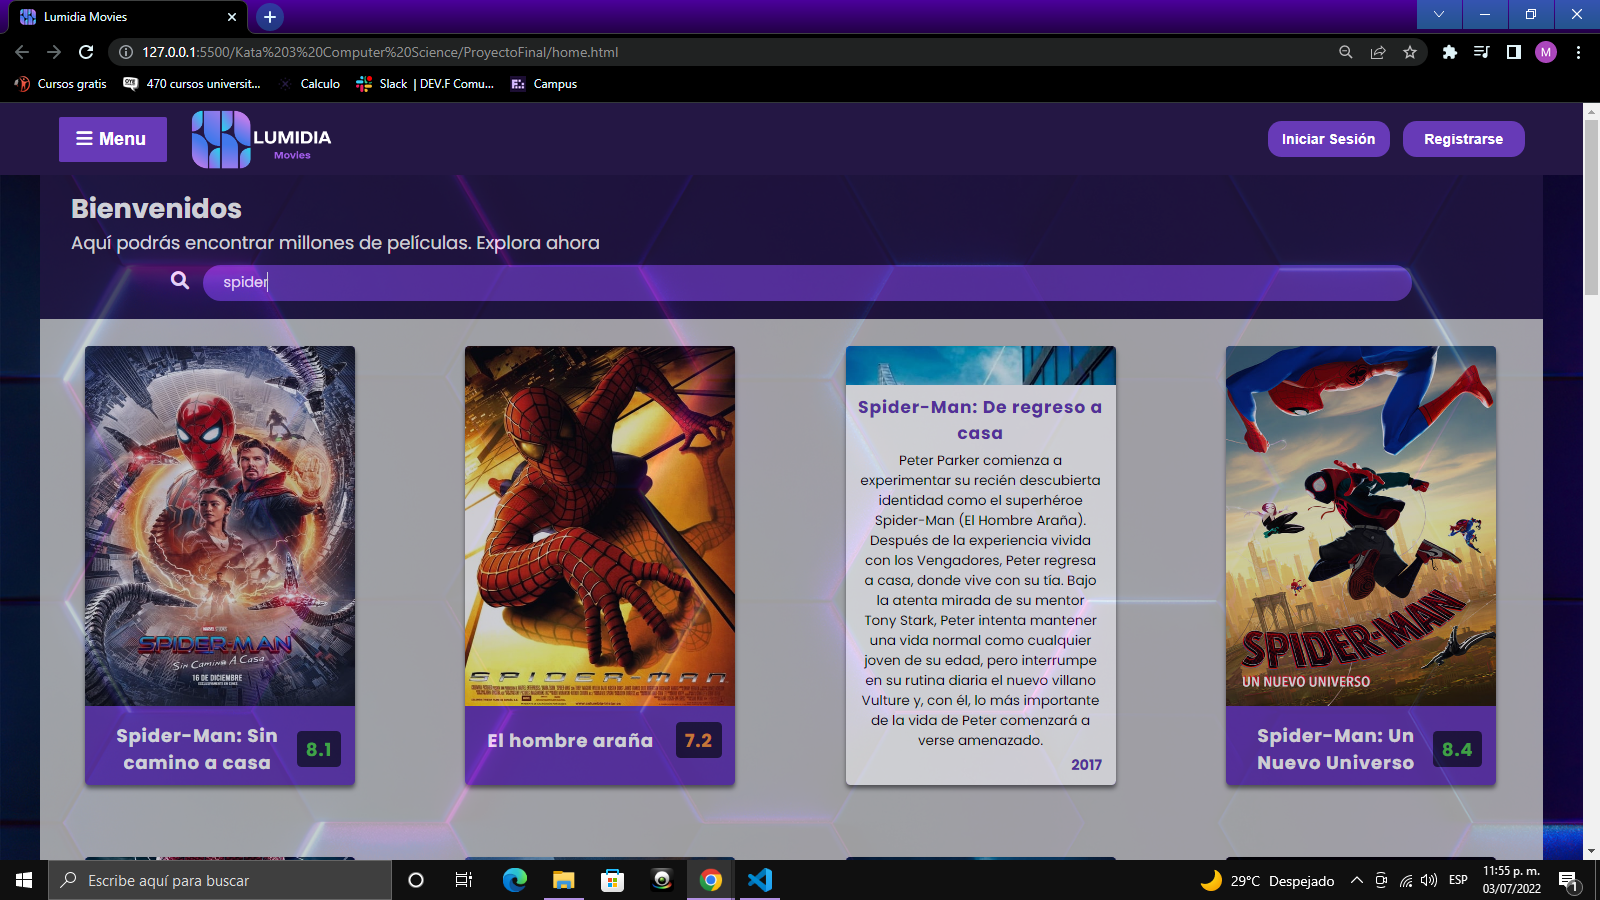 Lumidia Movies
127.0.0.1:5500/Kata%203%20Computer%20Science/ProyectoFinal/home.html
M
Cursos gratis
470 cursos universit...
Calculo
Slack | DEV.F Comu...
Campus
Menu
LUMIDIA
Movies
Iniciar Sesión
Registrarse
Bienvenidos
Aquí podrás encontrar millones de películas. Explora ahora
spider
SPIDER-MAN
Sin Camino A Casa
16 DE DICIEMBRE
Spider-Man: Sin
camino a casa
8.1
SPIDER-MAN
El hombre araña
7.2
Spider-Man: De regreso a
casa
Peter Parker comienza a
experimentar su recién descubierta
identidad como el superhéroe
Spider-Man (El Hombre Araña).
Después de la experiencia vivida
con los Vengadores, Peter regresa
a casa, donde vive con su tía. Bajo
la atenta mirada de su mentor
Tony Stark, Peter intenta mantener
una vida normal como cualquier
joven de su edad, pero interrumpe
en su rutina diaria el nuevo villano
Vulture y, con él, lo más importante
de la vida de Peter comenzará a
verse amenazado.
2017
SPIDER-MAN
UN NUEVO UNIVERSO
Spider-Man: Un
Nuevo Universo
8.4
Escribe aquí para buscar
29°C Despejado
ESP
11:55 p. m.
03/07/2022
1